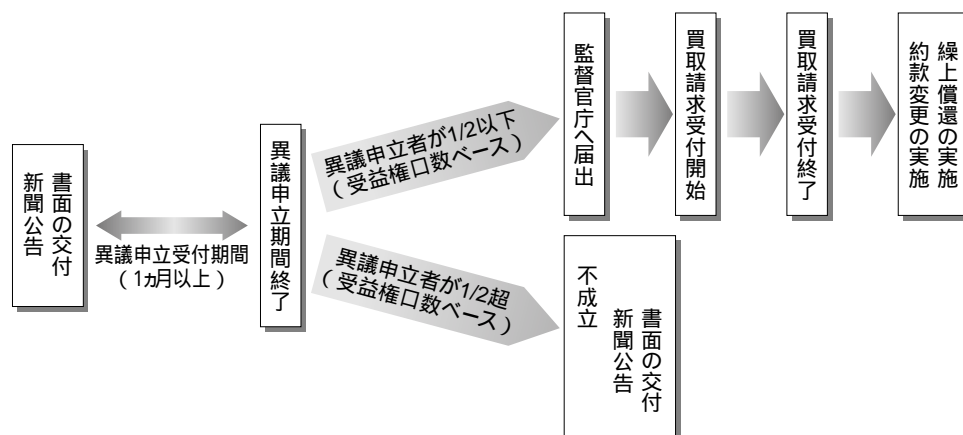 書面の交付
新聞公告
異議申立受付期間
（1ヵ月以上）
異議申立期間終了
異議申立者が1/2以下
（受益権口数ベース）
監督官庁へ届出
買取請求受付開始
買取請求受付終了
繰上償還の実施
約款変更の実施
異議申立者が1/2超
（受益権口数ベース）
不成立
書面の交付
新聞公告